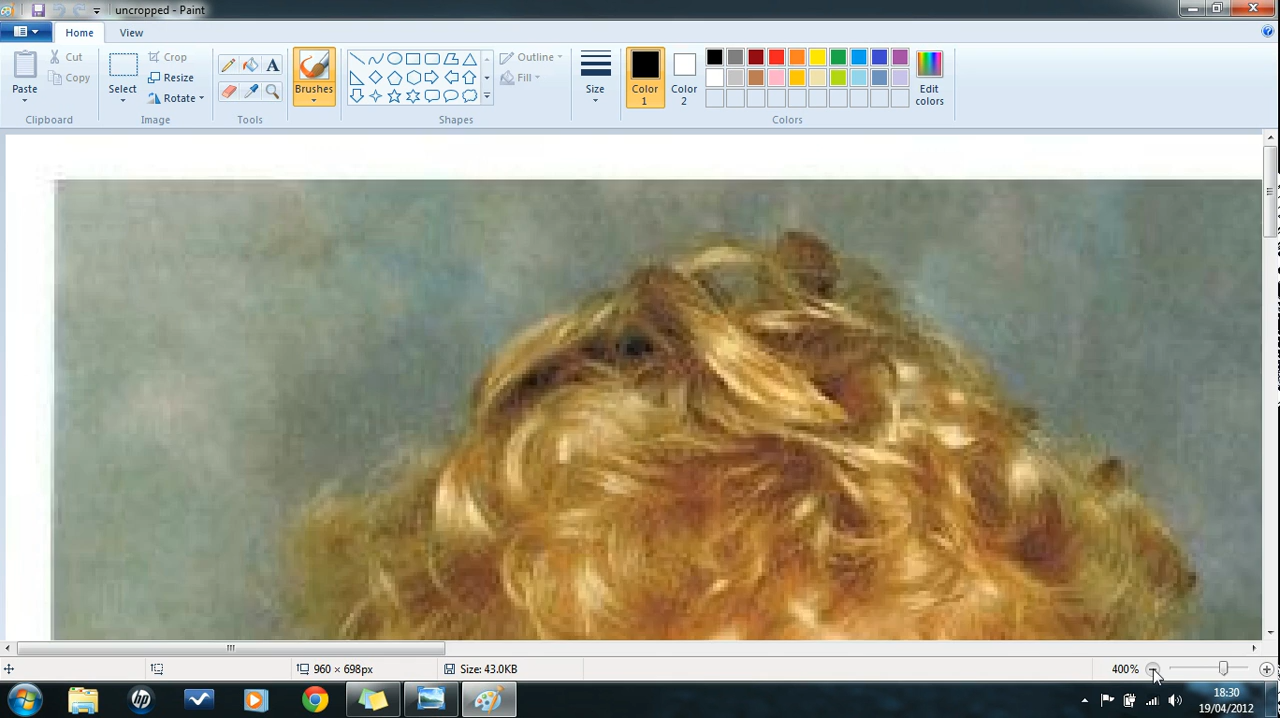 uncropped - Paint
Home View
Paste
Cut
Copy
Clipboard
Select
Crop
Resize
Rotate
Image
Tools
Brushes
Outline
Fill
Shapes
Size
Color 1
Color 2
Edit colors
Colors
960 × 698px
Size: 43.0KB
400%
hp
18:30
19/04/2012